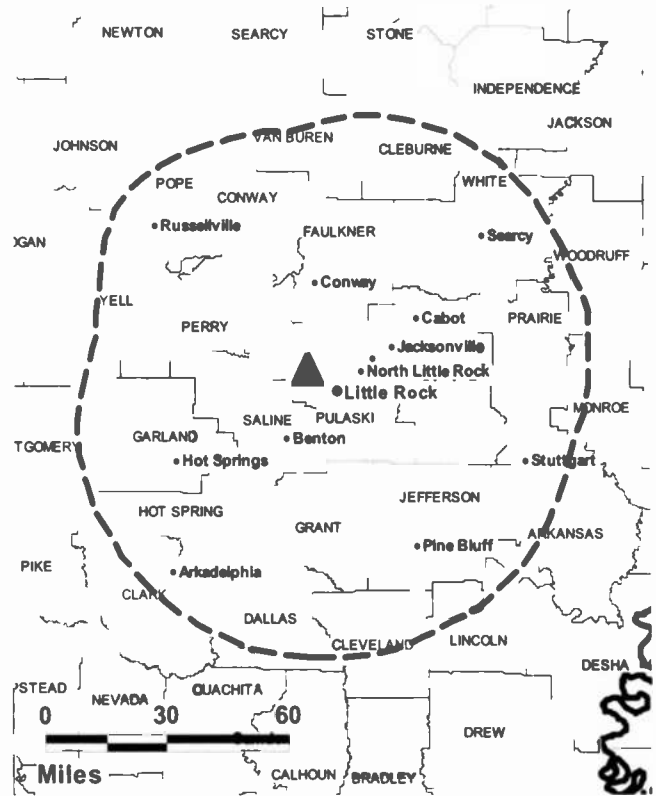 NEWTON SEARCY STONE
INDEPENDENCE
JACKSON
JOHNSON VAN BUREN CLEBURNE
POPE WHITE
CONWAY
Russellville FAULKNER Searcy
OGAN WOODRUFF
Conway
YELL
Cabot PRAIRIE
PERRY
Jacksonville
North Little Rock
Little Rock
MONROE
SALINE PULASKI
TGOMERY GARLAND Benton
Hot Springs Stuttgart
JEFFERSON
HOT SPRING
GRANT ARKANSAS
Pine Bluff
PIKE Arkadelphia
CLARK
DALLAS
CLEVELAND LINCOLN
DESHA
STEAD NEVADA OUACHITA
0 30 60
DREW
Miles
CALHOUN BRADLEY